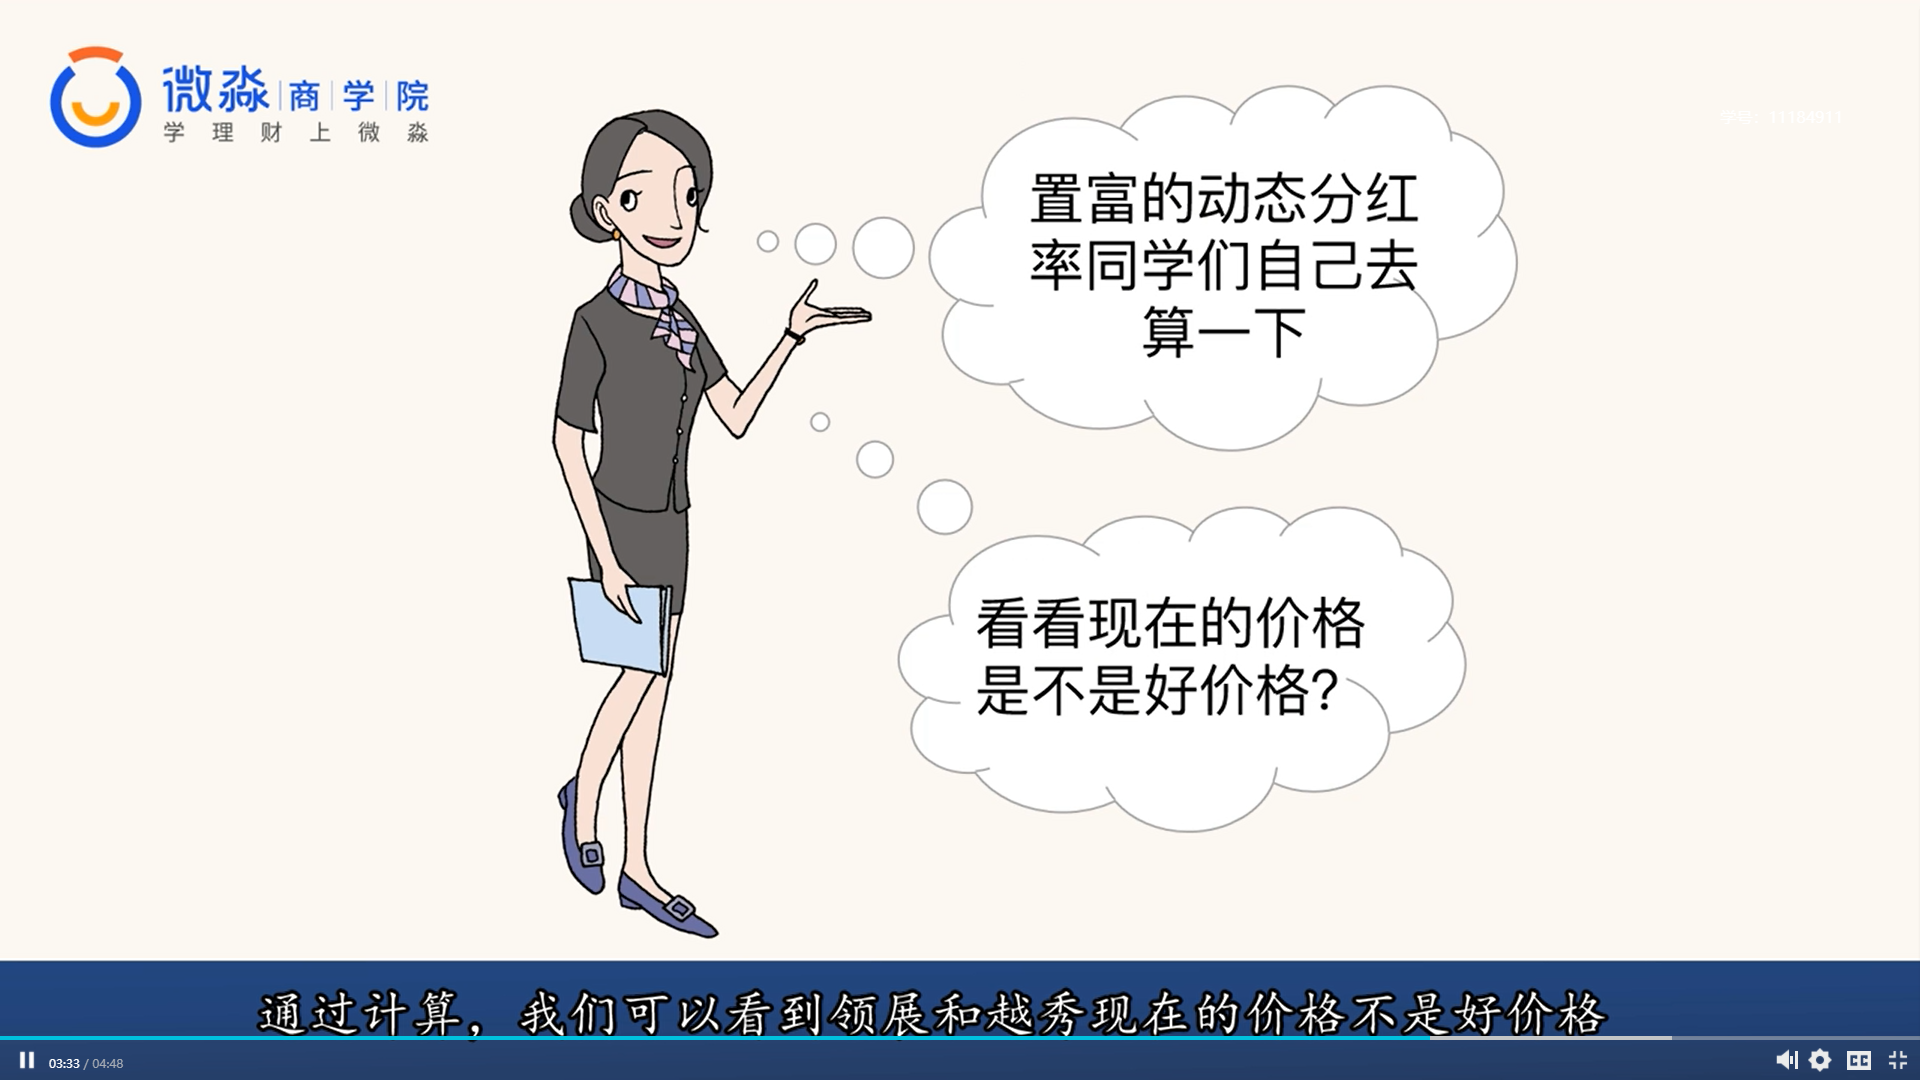 微淼商学院
学理财上微淼
置富的动态分红
率同学们自己去
算一下
看看现在的价格
是不是好价格?
通过计算，我们可以看到领展和越秀现在的价格不是好价格
03:33 / 04:48
CC